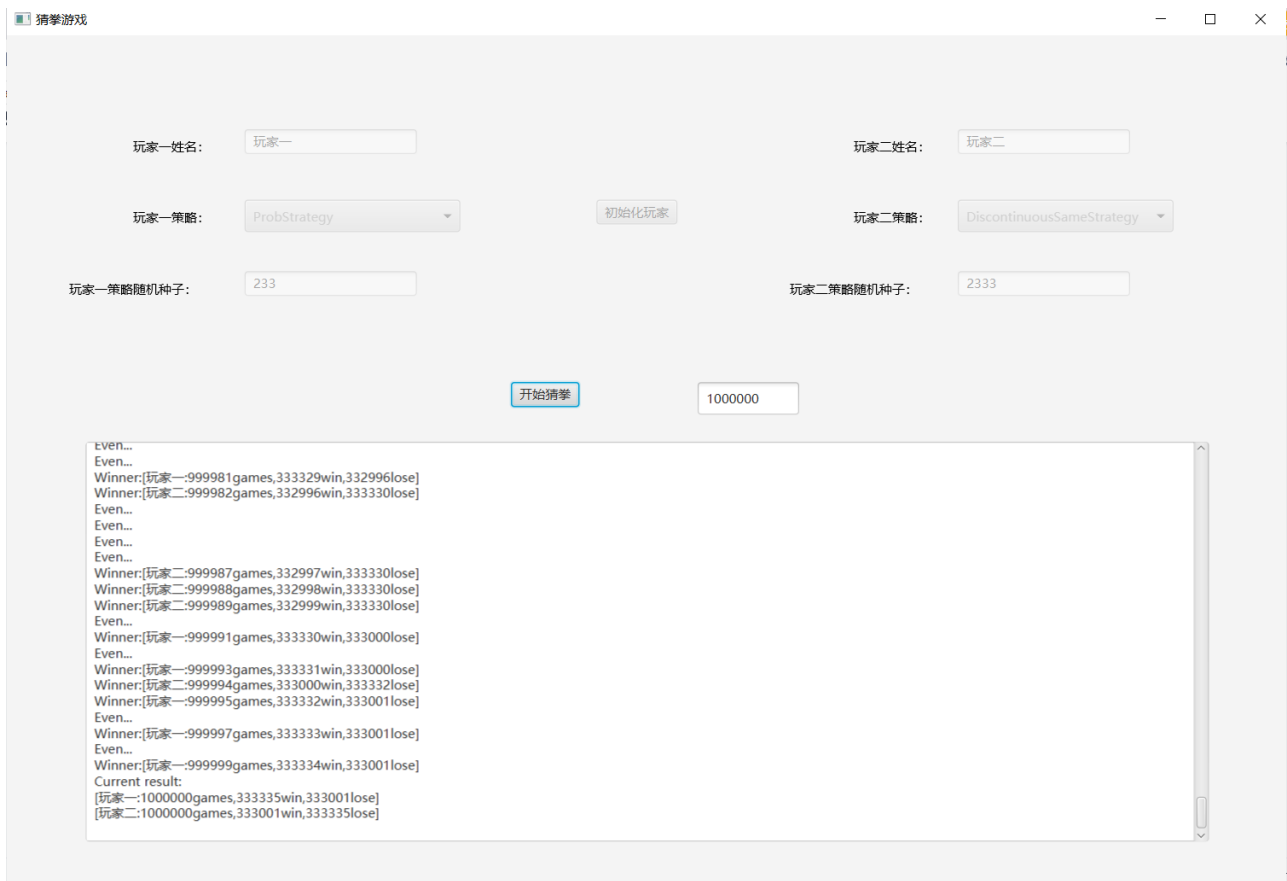 猜拳游戏
玩家一姓名： 玩家一 玩家二姓名： 玩家二
玩家一策略： ProbStrategy 初始化玩家 玩家二策略： DiscontinuousSameStrategy
玩家一策略随机种子： 233 玩家二策略随机种子： 2333
开始猜拳 1000000
Even...
Even...
Winner:[玩家一:999981games,333329win,332996lose]
Winner:[玩家二:999982games,332996win,333330lose]
Even...
Even...
Even...
Even...
Winner:[玩家二:999987games,332997win,333330lose]
Winner:[玩家二:999988games,332998win,333330lose]
Winner:[玩家二:999989games,332999win,333330lose]
Even...
Winner:[玩家一:999991games,333330win,333000lose]
Even...
Winner:[玩家一:999993games,333331win,333000lose]
Winner:[玩家二:999994games,333000win,333332lose]
Winner:[玩家一:999995games,333332win,333001lose]
Even...
Winner:[玩家一:999997games,333333win,333001lose]
Even...
Winner:[玩家一:999999games,333334win,333001lose]
Current result:
[玩家一:1000000games,333335win,333001lose]
[玩家二:1000000games,333001win,333335lose]